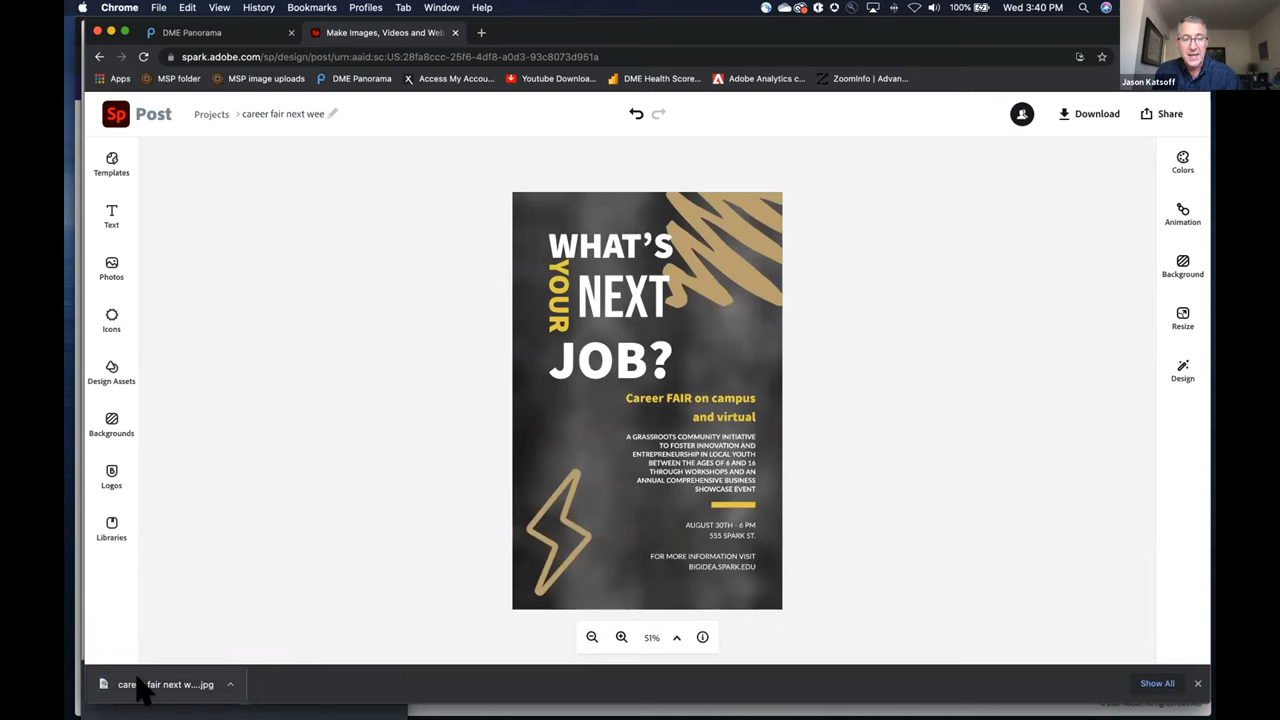 Chrome File Edit View History Bookmarks Profiles Tab Window Help 100% Wed 3:40 PM
DME Panorama Make Images, Videos and Web
spark.adobe.com/sp/design/post/urn:aaid:sc:US:28fa8ccc-25f6-4df8-a0d3-93c8073d951a
Apps MSP folder MSP image uploads DME Panorama Access My Accou... Youtube Downloa... DME Health Scor... Adobe Analytics c... ZoomInfo | Advan...
Jason Katsoff
Sp Post Projects > career fair next wee Download Share
Templates
Text
Photos
Icons
Design Assets
Backgrounds
Logos
Libraries
WHAT'S
YOUR
NEXT
JOB?
Career FAIR on campus
and virtual
A GRASSROOTS COMMUNITY INITIATIVE
TO FOSTER INNOVATION AND
ENTREPRENEURSHIP IN LOCAL YOUTH
BETWEEN THE AGES OF 6 AND 16
THROUGH WORKSHOPS AND AN
ANNUAL COMPREHENSIVE BUSINESS
SHOWCASE EVENT
AUGUST 30TH - 6 PM
555 SPARK ST.
FOR MORE INFORMATION VISIT
BIGIDEA.SPARK.EDU
Colors
Animation
Background
Resize
Design
51%
fair next w....jpg
Show All